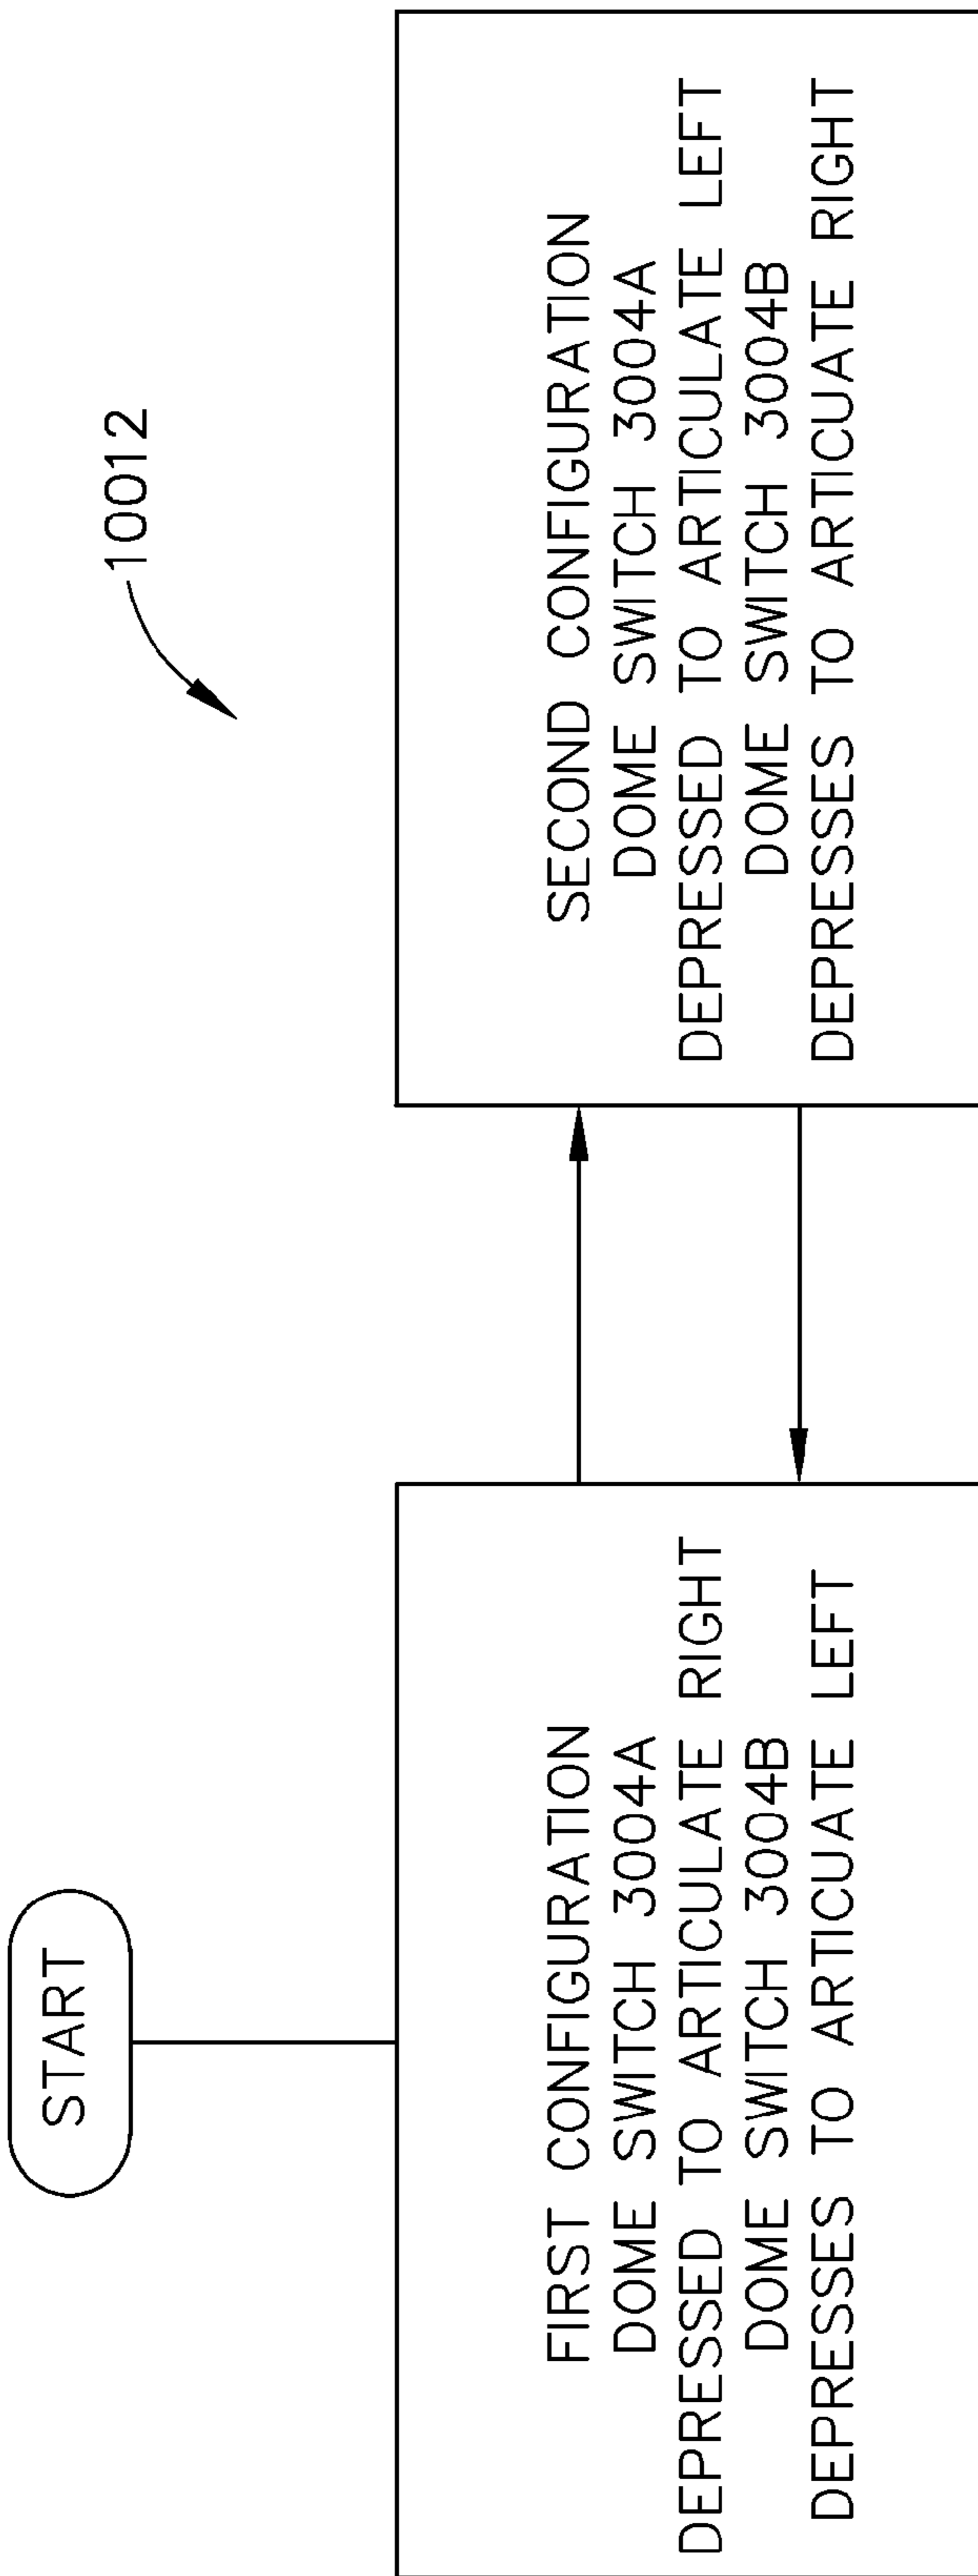 10012
START
FIRST CONFIGURATION
DOME SWITCH 3004A
DEPRESSED TO ARTICULATE RIGHT
DOME SWITCH 3004B
DEPRESSES TO ARTICUATE LEFT
SECOND CONFIGURATION
DOME SWITCH 3004A
DEPRESSED TO ARTICULATE LEFT
DOME SWITCH 3004B
DEPRESSES TO ARTICUATE RIGHT